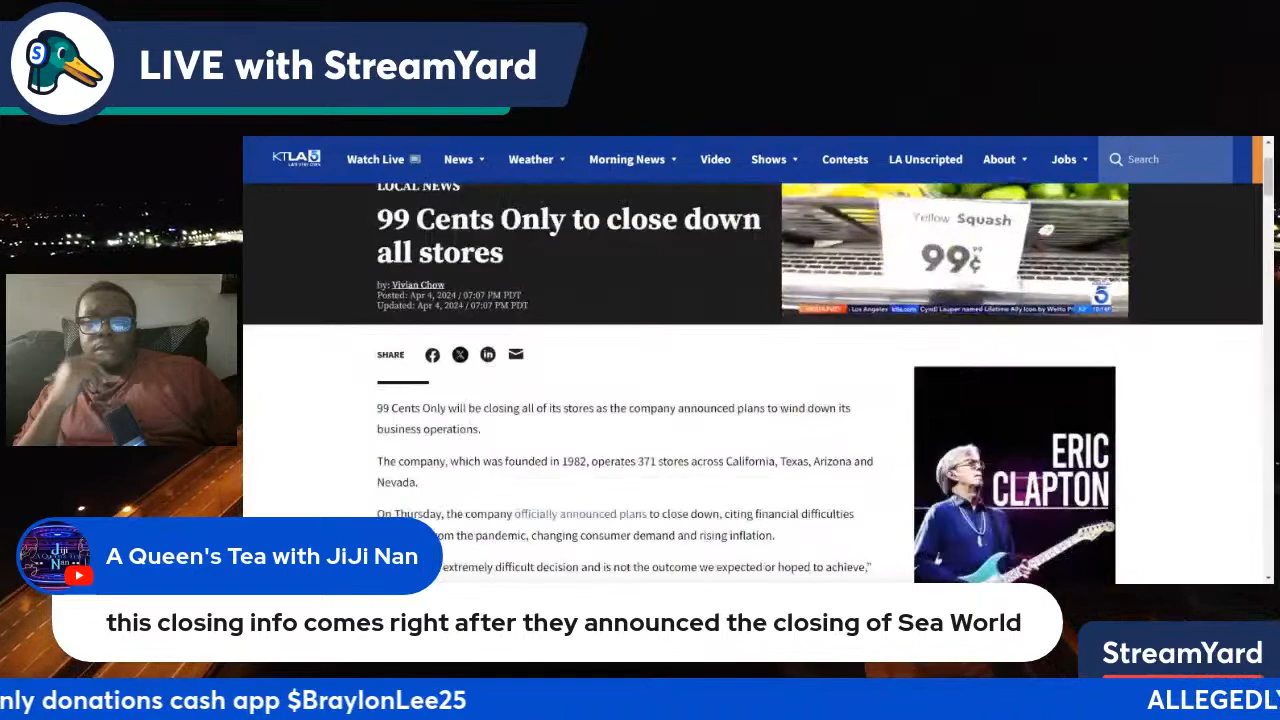 LIVE with StreamYard
KTLA 5
Watch Live
News
Weather
Morning News
Video
Shows
Contests
LA Unscripted
About
Jobs
Search
LOCAL NEWS
99 Cents Only to close down
all stores
by: Vivian Chow
Posted: Apr 4, 2024 / 07:07 PM PDT
Updated: Apr 4, 2024 / 07:07 PM PDT
Yellow Squash
99¢
5
SHARE
99 Cents Only will be closing all of its stores as the company announced plans to wind down its
business operations.
The company, which was founded in 1982, operates 371 stores across California, Texas, Arizona and
Nevada.
On Thursday, the company officially announced plans to close down, citing financial difficulties
om the pandemic, changing consumer demand and rising inflation.
extremely difficult decision and is not the outcome we expected or hoped to achieve,"
ERIC
CLAPTON
Jiji
Nan
A Queen's Tea with JiJi Nan
this closing info comes right after they announced the closing of Sea World
StreamYard
nly donations cash app $BraylonLee25
ALLEGEDLY